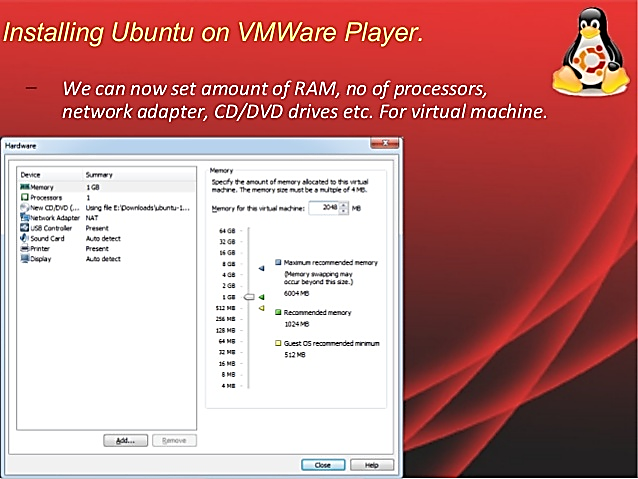 Installing Ubuntu on VMWare Player.
– We can now set amount of RAM, no of processors,
network adapter, CD/DVD drives etc. For virtual machine.
Hardware
Device Summary
Memory 1 GB
Processors 1
New CD/DVD (... Using file E:\Downloads\ubuntu-1...
Network Adapter NAT
USB Controller Present
Sound Card Auto detect
Printer Present
Display Auto detect
Add... Remove
Memory
Specify the amount of memory allocated to this virtual
machine. The memory size must be a multiple of 4 MB.
Memory for this virtual machine: 2048 MB
64 GB
32 GB
16 GB
8 GB
4 GB
2 GB
1 GB
512 MB
256 MB
128 MB
64 MB
32 MB
16 MB
8 MB
4 MB
Maximum recommended memory
(Memory swapping may
occur beyond this size.)
6004 MB
Recommended memory
1024 MB
Guest OS recommended minimum
512 MB
Close Help